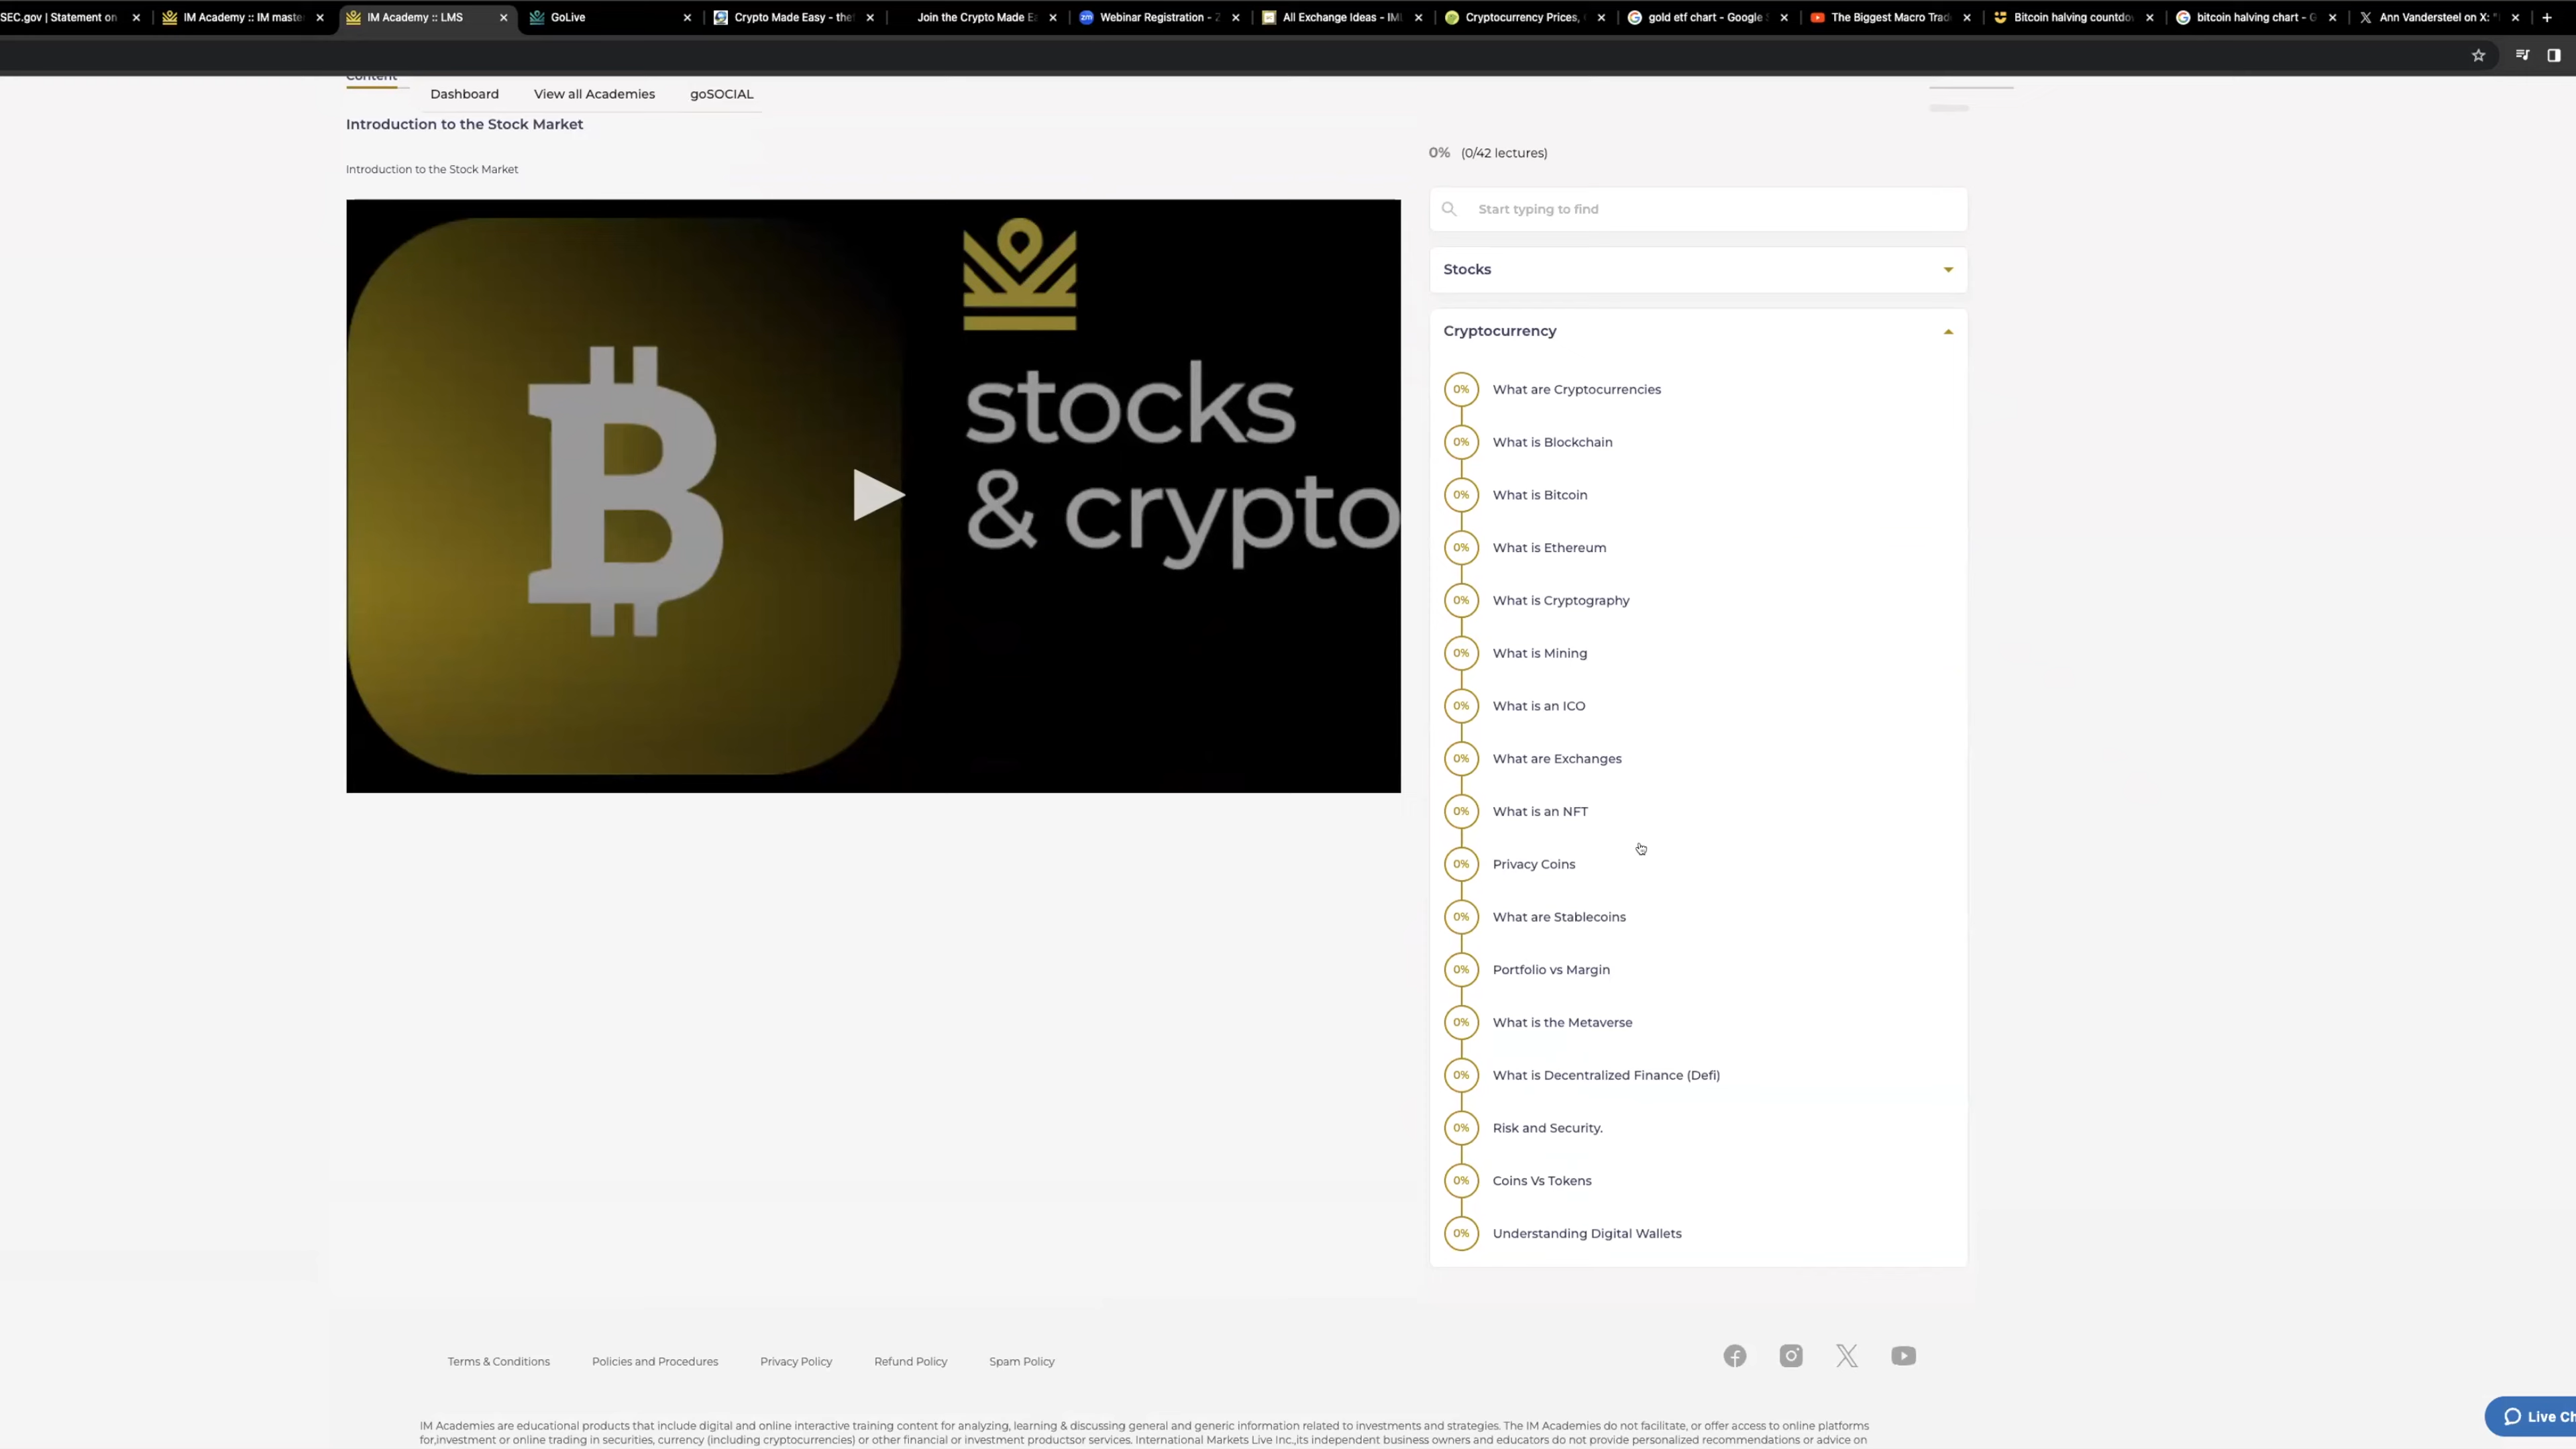 SEC.gov | Statement on
IM Academy :: IM maste
IM Academy :: LMS
GoLive
Crypto Made Easy - the
Join the Crypto Made E
Webinar Registration - Z
All Exchange Ideas - IM
Cryptocurrency Prices,
gold etf chart - Google S
The Biggest Macro Trad
Bitcoin halving countdo
bitcoin halving chart - G
Ann Vandersteel on X: "
Content
Dashboard
View all Academies
goSOCIAL
Introduction to the Stock Market
Introduction to the Stock Market
stocks
& crypto
0% (0/42 lectures)
Start typing to find
Stocks
Cryptocurrency
0% What are Cryptocurrencies
0% What is Blockchain
0% What is Bitcoin
0% What is Ethereum
0% What is Cryptography
0% What is Mining
0% What is an ICO
0% What are Exchanges
0% What is an NFT
0% Privacy Coins
0% What are Stablecoins
0% Portfolio vs Margin
0% What is the Metaverse
0% What is Decentralized Finance (Defi)
0% Risk and Security.
0% Coins Vs Tokens
0% Understanding Digital Wallets
Terms & Conditions
Policies and Procedures
Privacy Policy
Refund Policy
Spam Policy
Live Ch
IM Academies are educational products that include digital and online interactive training content for analyzing, learning & discussing general and generic information related to investments and strategies. The IM Academies do not facilitate, or offer access to online platforms
for,investment or online trading in securities, currency (including cryptocurrencies) or other financial or investment productsor services. International Markets Live Inc.,its independent business owners and educators do not provide personalized recommendations or advice on